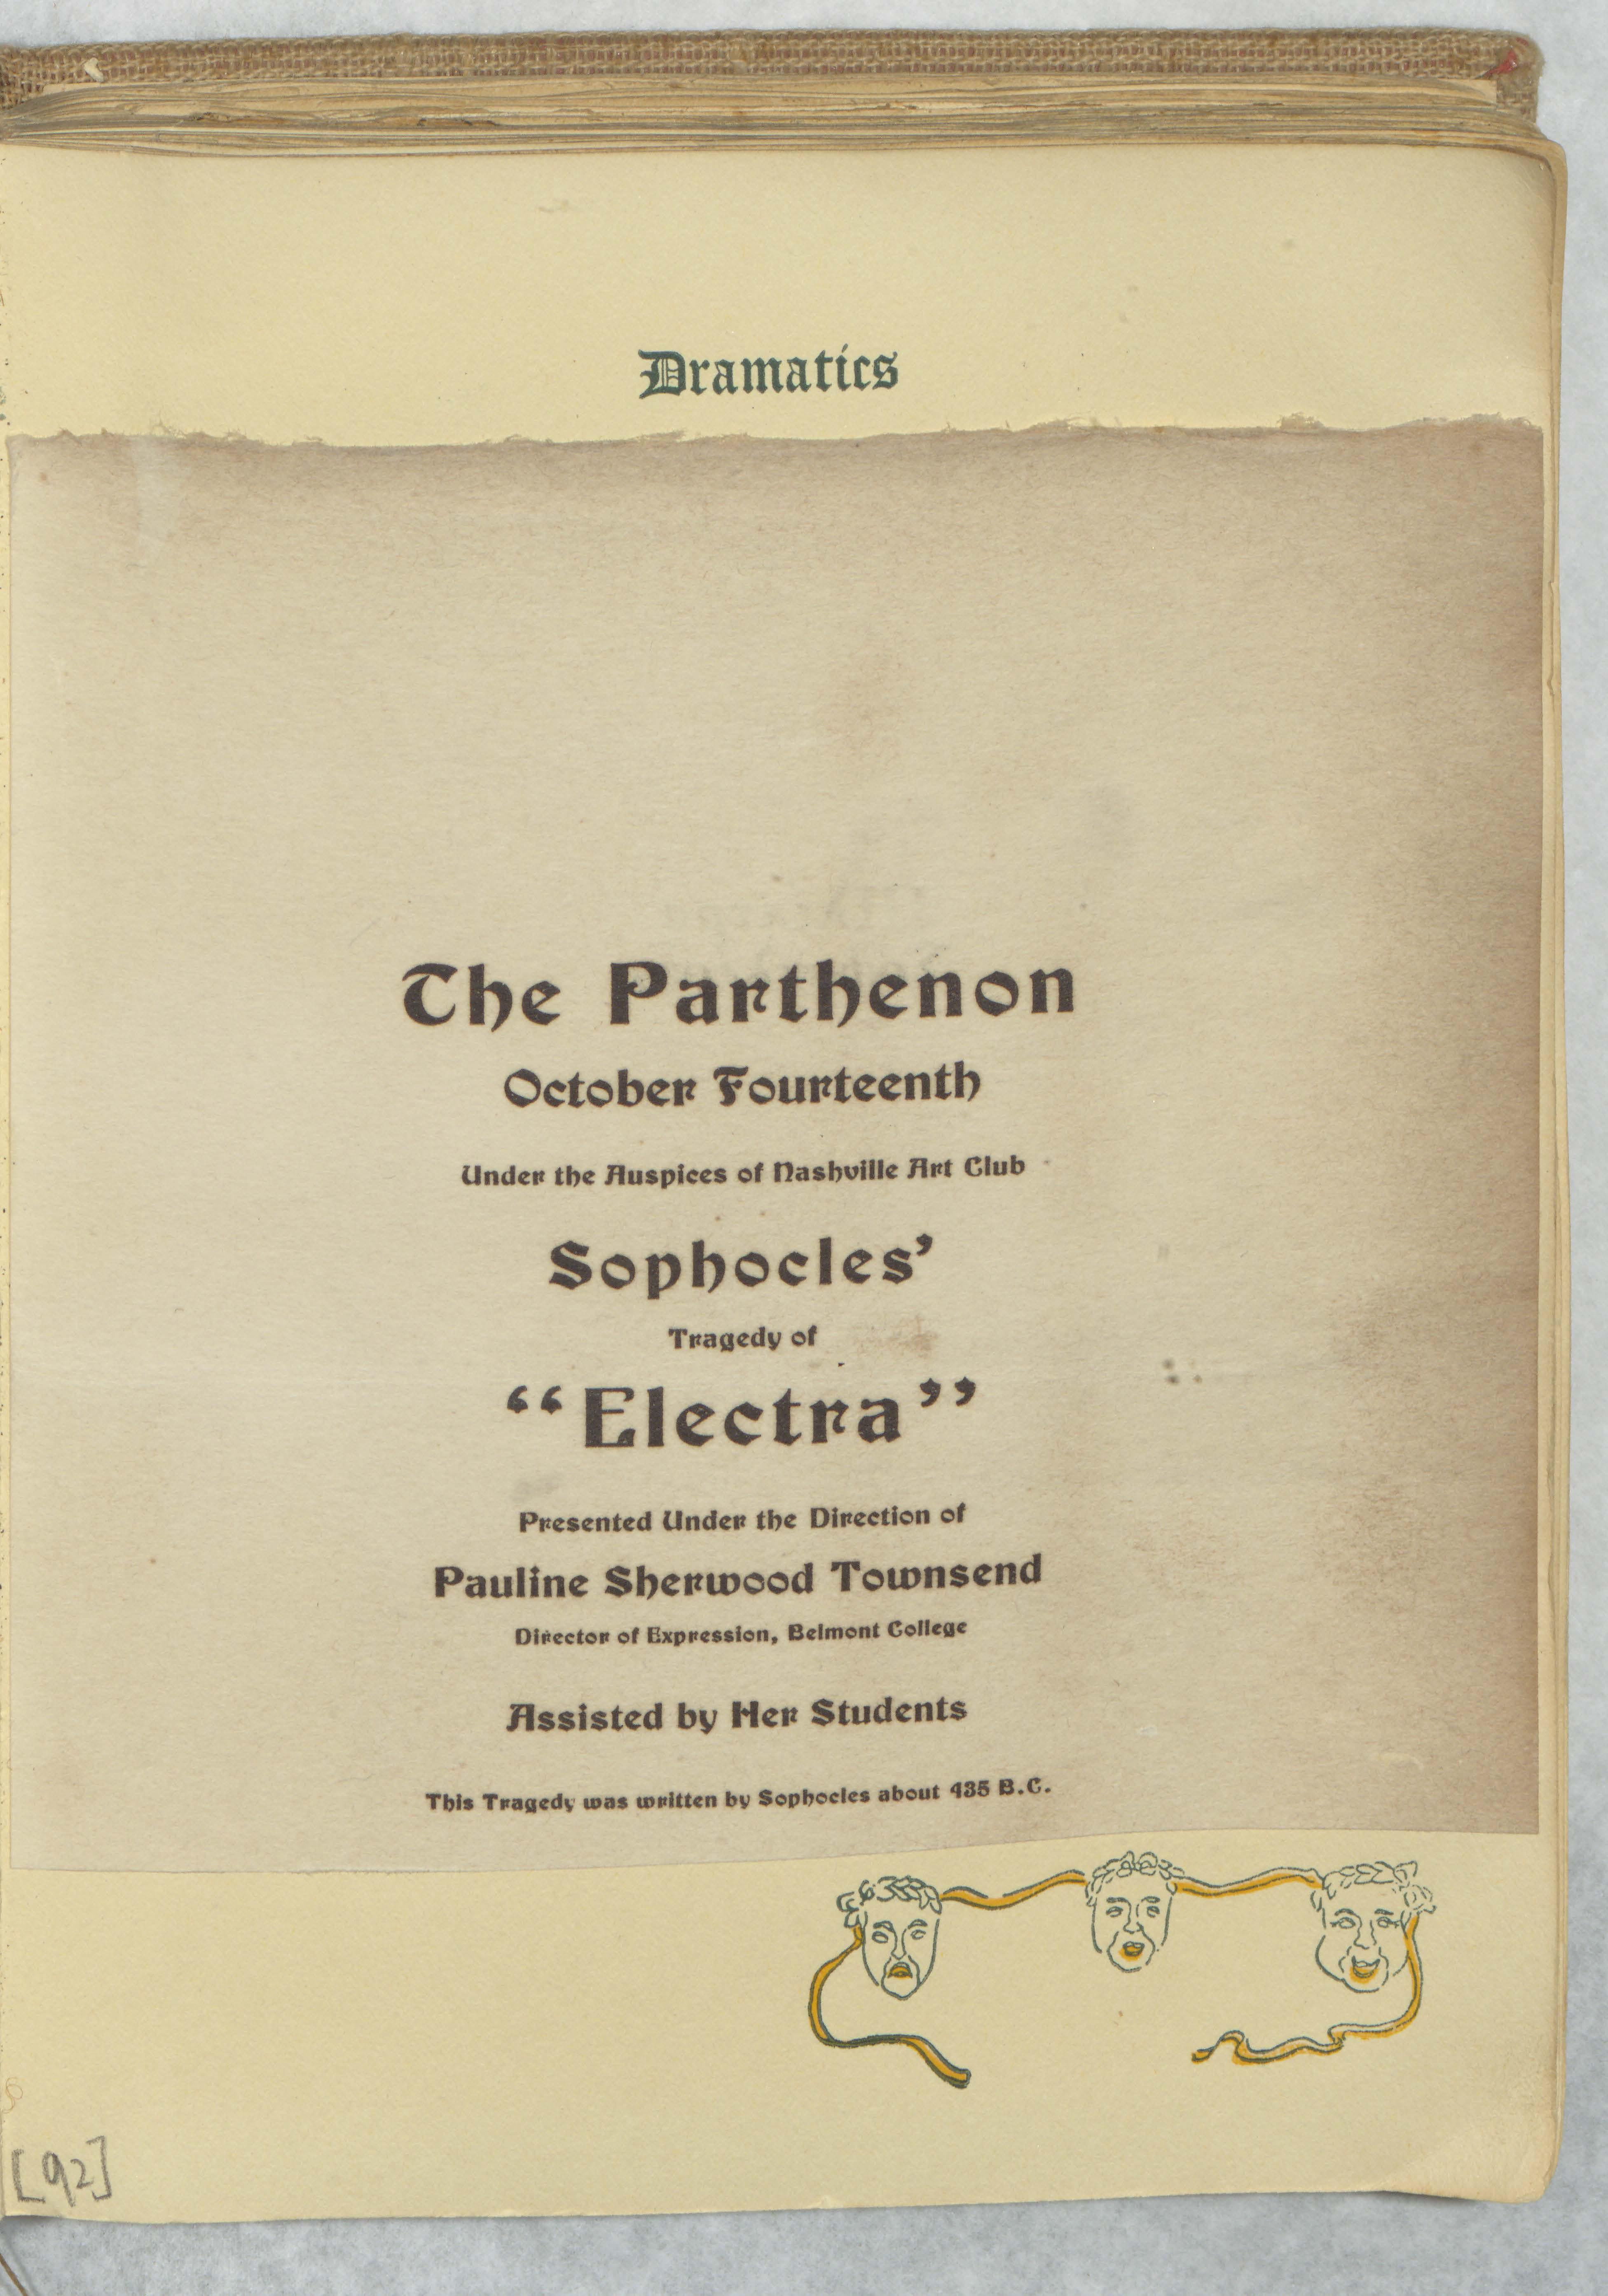 Dramatics
The Parthenon
October Fourteenth
Under the Auspices of Nashville Art Club
Sophocles’
Tragedy of
“Electra”
Presented Under the Direction of
Pauline Sherwood Townsend
Director of Expression, Belmont College
Assisted by Her Students
This Tragedy was written by Sophocles about 435 B.C.
[92]